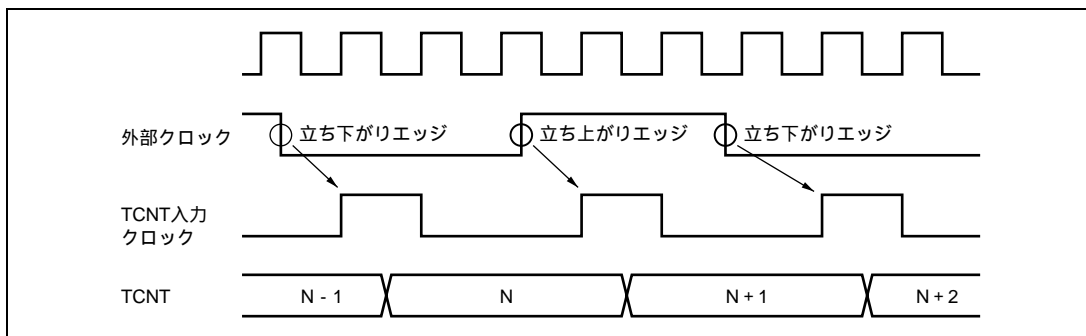 外部クロック
立ち下がりエッジ
立ち上がりエッジ
立ち下がりエッジ
TCNT入力
クロック
TCNT
N - 1
N
N + 1
N + 2